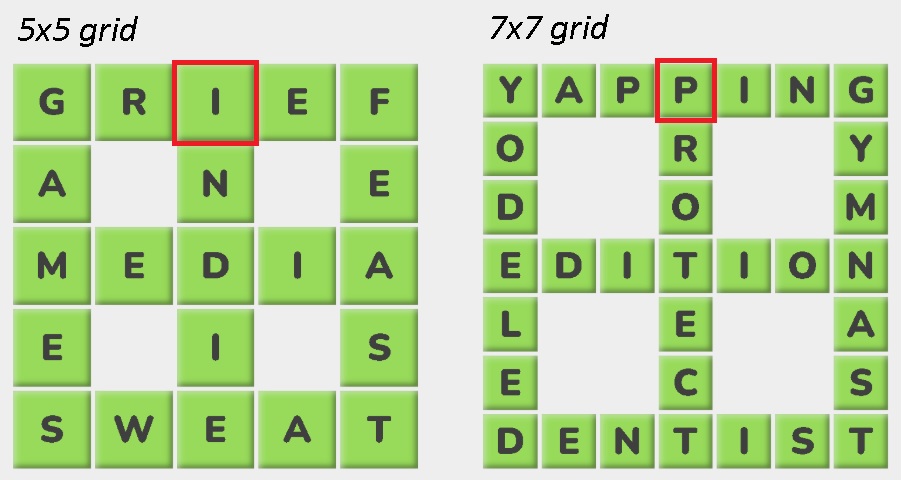 5x5 grid
7x7 grid
G R I E F
A N E
M E D I A
E I S
S W E A T
Y A P P I N G
O R Y
D O M
E D I T I O N
L E A
E C S
D E N T I S T